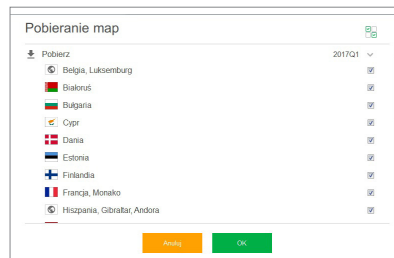 Pobieranie map
Pobierz 2017Q1
Belgia, Luksemburg
Białoruś
Bułgaria
Cypr
Dania
Estonia
Finlandia
Francja, Monako
Hiszpania, Gibraltar, Andora
Anuluj OK